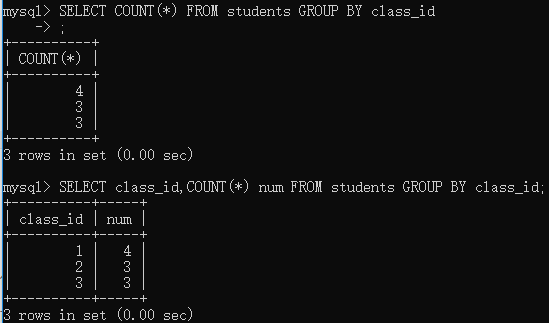 mysql> SELECT COUNT(*) FROM students GROUP BY class_id
    -> ;
+----------+
| COUNT(*) |
+----------+
|        4 |
|        3 |
|        3 |
+----------+
3 rows in set (0.00 sec)

mysql> SELECT class_id,COUNT(*) num FROM students GROUP BY class_id;
+----------+-----+
| class_id | num |
+----------+-----+
|        1 |   4 |
|        2 |   3 |
|        3 |   3 |
+----------+-----+
3 rows in set (0.00 sec)